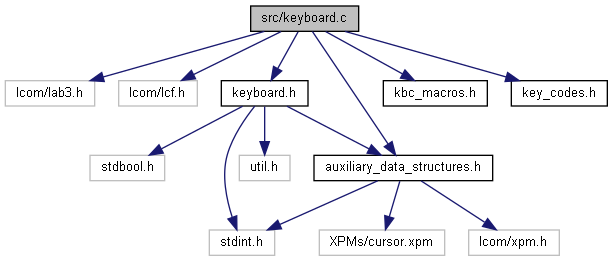 src/keyboard.c
lcom/lab3.h
lcom/lcf.h
keyboard.h
kbc_macros.h
key_codes.h
stdbool.h
util.h
auxiliary_data_structures.h
stdint.h
XPMs/cursor.xpm
lcom/xpm.h